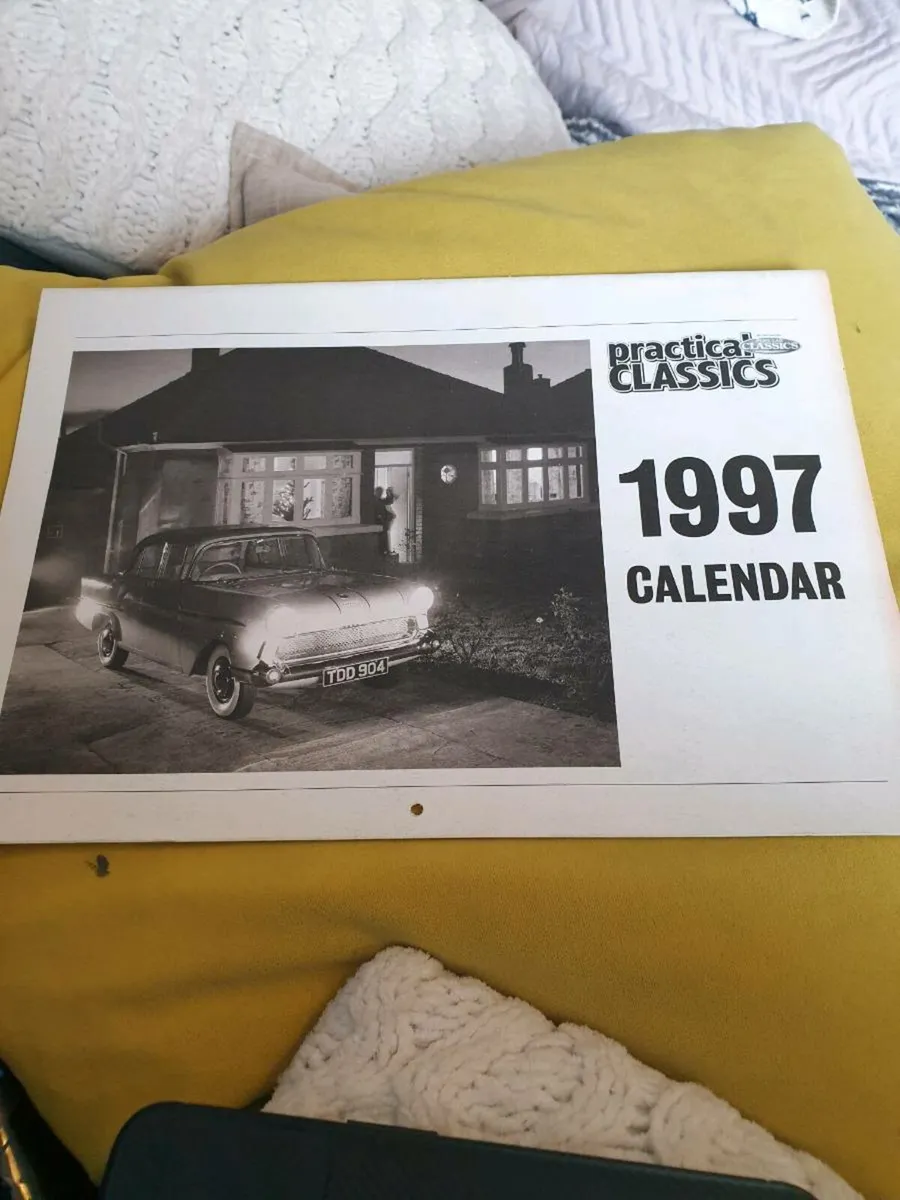 practical
CLASSICS
CLASSICS
1997
CALENDAR
TDD 904